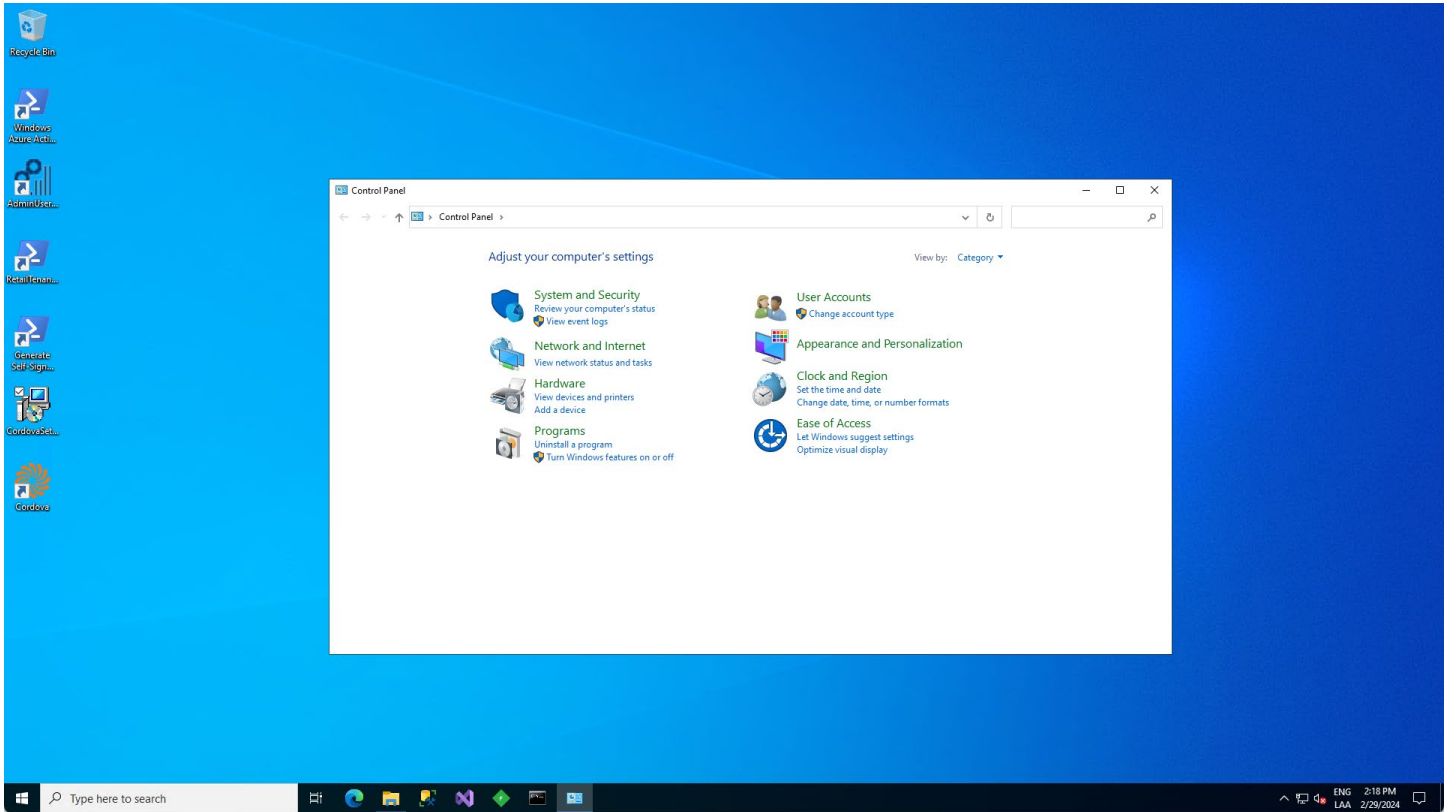 Recycle Bin
Windows
Azure Acti...
AdminUser...
RetailTenan...
Generate
Self-Sign...
CordovaSet...
Cordova
Control Panel
Control Panel
Adjust your computer's settings
View by: Category
System and Security
Review your computer's status
View event logs
Network and Internet
View network status and tasks
Hardware
View devices and printers
Add a device
Programs
Uninstall a program
Turn Windows features on or off
User Accounts
Change account type
Appearance and Personalization
Clock and Region
Set the time and date
Change date, time, or number formats
Ease of Access
Let Windows suggest settings
Optimize visual display
Type here to search
ENG
LAA
2:18 PM
2/29/2024